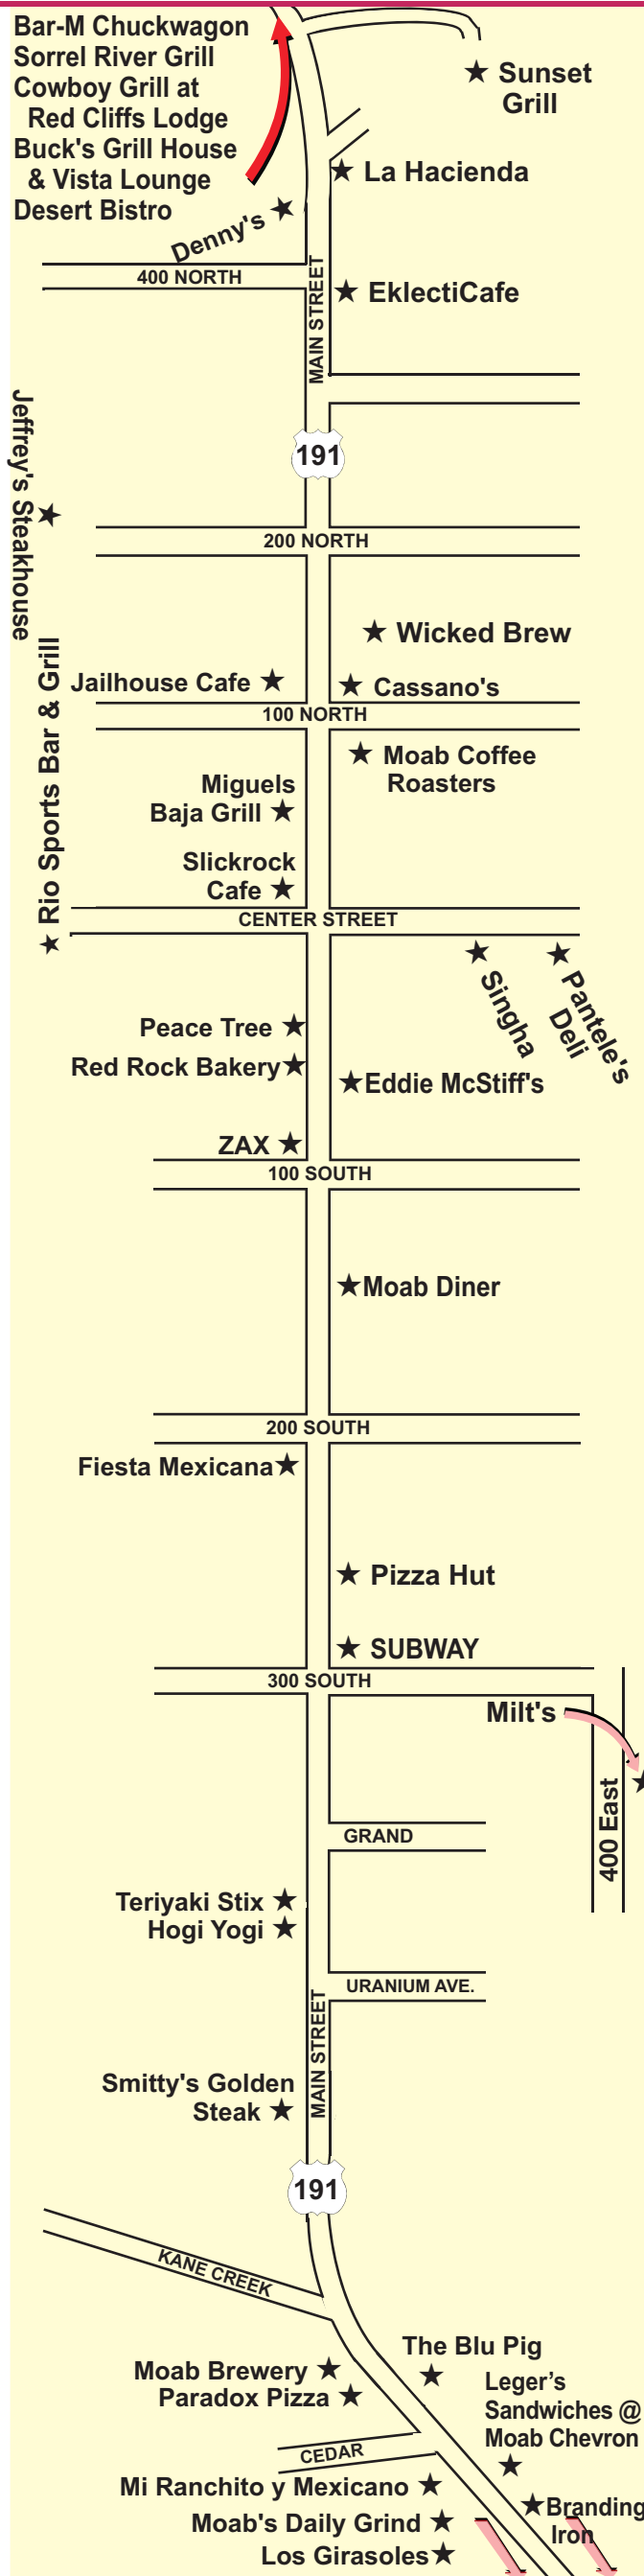 Bar-M Chuckwagon
Sorrel River Grill
Cowboy Grill at
Red Cliffs Lodge
Buck's Grill House
& Vista Lounge
Desert Bistro
Sunset
Grill
La Hacienda
Denny's
400 NORTH
MAIN STREET
EklectiCafe
191
Jeffrey's Steakhouse
200 NORTH
Wicked Brew
Rio Sports Bar & Grill
Jailhouse Cafe
Cassano's
100 NORTH
Moab Coffee
Roasters
Miguels
Baja Grill
Slickrock
Cafe
CENTER STREET
Singha
Pantele's
Deli
Peace Tree
Red Rock Bakery
Eddie McStiff's
ZAX
100 SOUTH
Moab Diner
200 SOUTH
Fiesta Mexicana
Pizza Hut
SUBWAY
300 SOUTH
Milt's
400 East
GRAND
Teriyaki Stix
Hogi Yogi
URANIUM AVE.
MAIN STREET
Smitty's Golden
Steak
191
KANE CREEK
The Blu Pig
Moab Brewery
Paradox Pizza
Leger’s
Sandwiches @
Moab Chevron
CEDAR
Mi Ranchito y Mexicano
Moab's Daily Grind
Branding
Iron
Los Girasoles